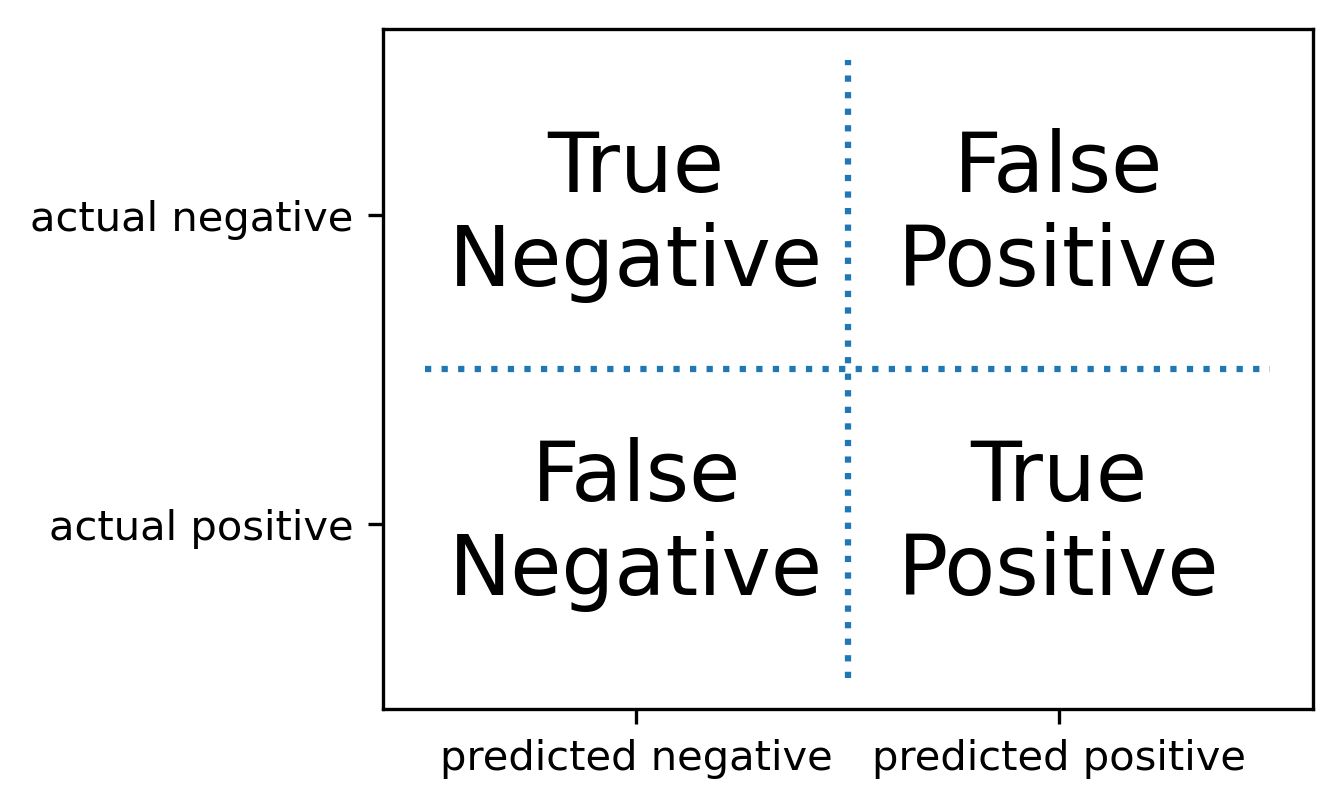 True
Negative
False
Positive
actual negative
False
Negative
True
Positive
actual positive
predicted negative
predicted positive